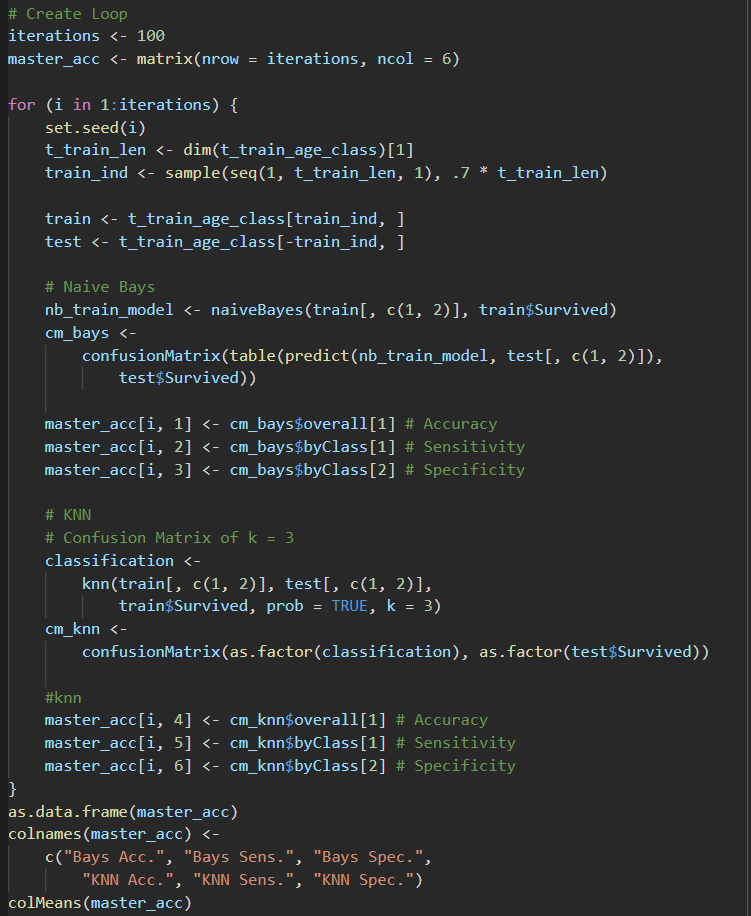 # Create Loop
iterations <- 100
master_acc <- matrix(nrow = iterations, ncol = 6)
for (i in 1:iterations) {
    set.seed(i)
    t_train_len <- dim(t_train_age_class)[1]
    train_ind <- sample(seq(1, t_train_len, 1), .7 * t_train_len)
    train <- t_train_age_class[train_ind, ]
    test <- t_train_age_class[-train_ind, ]
    # Naive Bays
    nb_train_model <- naiveBayes(train[, c(1, 2)], train$Survived)
    cm_bays <-
        confusionMatrix(table(predict(nb_train_model, test[, c(1, 2)]),
            test$Survived))
    master_acc[i, 1] <- cm_bays$overall[1] # Accuracy
    master_acc[i, 2] <- cm_bays$byClass[1] # Sensitivity
    master_acc[i, 3] <- cm_bays$byClass[2] # Specificity
    # KNN
    # Confusion Matrix of k = 3
    classification <-
        knn(train[, c(1, 2)], test[, c(1, 2)],
            train$Survived, prob = TRUE, k = 3)
    cm_knn <-
        confusionMatrix(as.factor(classification), as.factor(test$Survived))
    #knn
    master_acc[i, 4] <- cm_knn$overall[1] # Accuracy
    master_acc[i, 5] <- cm_knn$byClass[1] # Sensitivity
    master_acc[i, 6] <- cm_knn$byClass[2] # Specificity
}
as.data.frame(master_acc)
colnames(master_acc) <-
    c("Bays Acc.", "Bays Sens.", "Bays Spec.",
        "KNN Acc.", "KNN Sens.", "KNN Spec.")
colMeans(master_acc)